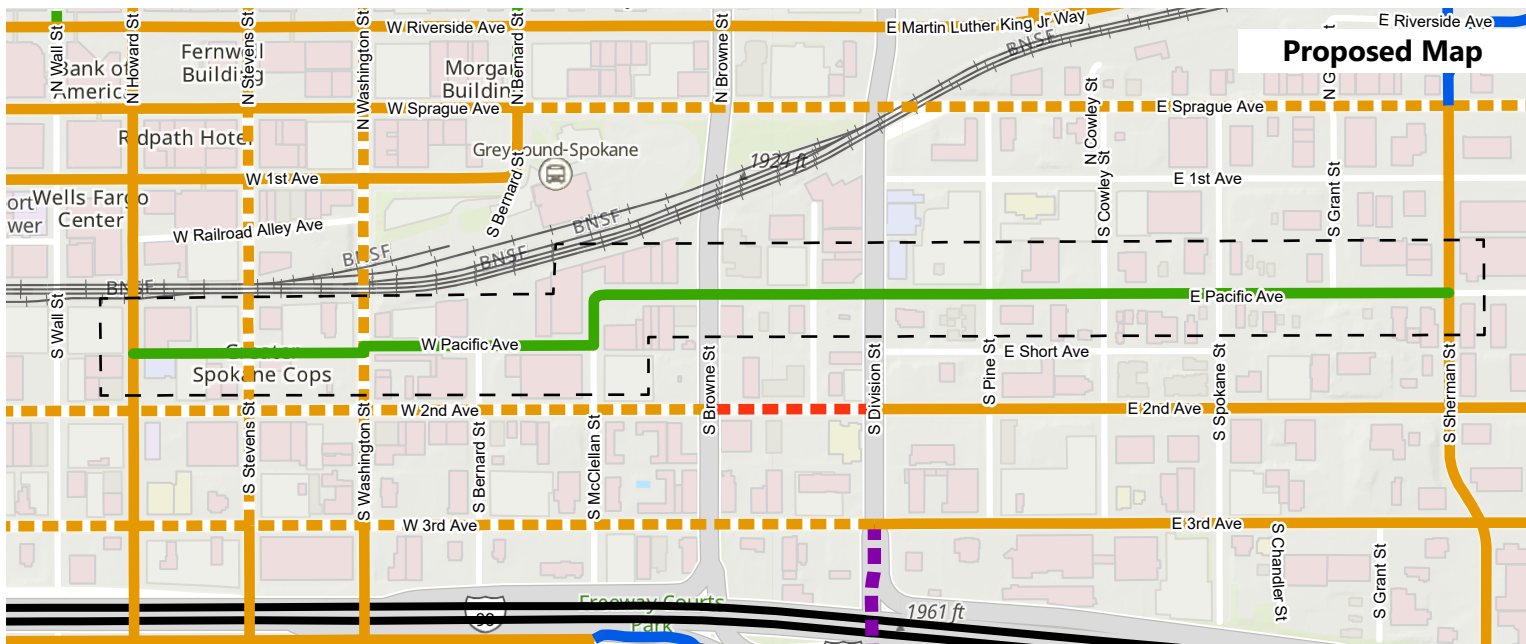 W Riverside Ave
E Martin Luther King Jr Way
E Riverside Ave
Proposed Map
N Wall St
N Howard St
N Stevens St
N Washington St
N Bernard St
N Browne St
BNSF
Fernwell
Building
Bank of
America
Morgan
Building
W Sprague Ave
E Sprague Ave
N Cowley St
Ridpath Hotel
Greyhound-Spokane
1924 ft
W 1st Ave
E 1st Ave
S Bernard St
S Cowley St
S Grant St
Wells Fargo
Center
W Railroad Alley Ave
BNSF
BNSF
BNSF
BNSF
E Pacific Ave
S Wall St
W Pacific Ave
Greater
Spokane Cops
S Browne St
S Division St
E Short Ave
S Pine St
S Spokane St
S Sherman St
W 2nd Ave
E 2nd Ave
S Stevens St
S Washington St
S Bernard St
S McClellan St
W 3rd Ave
E 3rd Ave
S Chandler St
S Grant St
90
Freeway Courts
Park
1961 ft